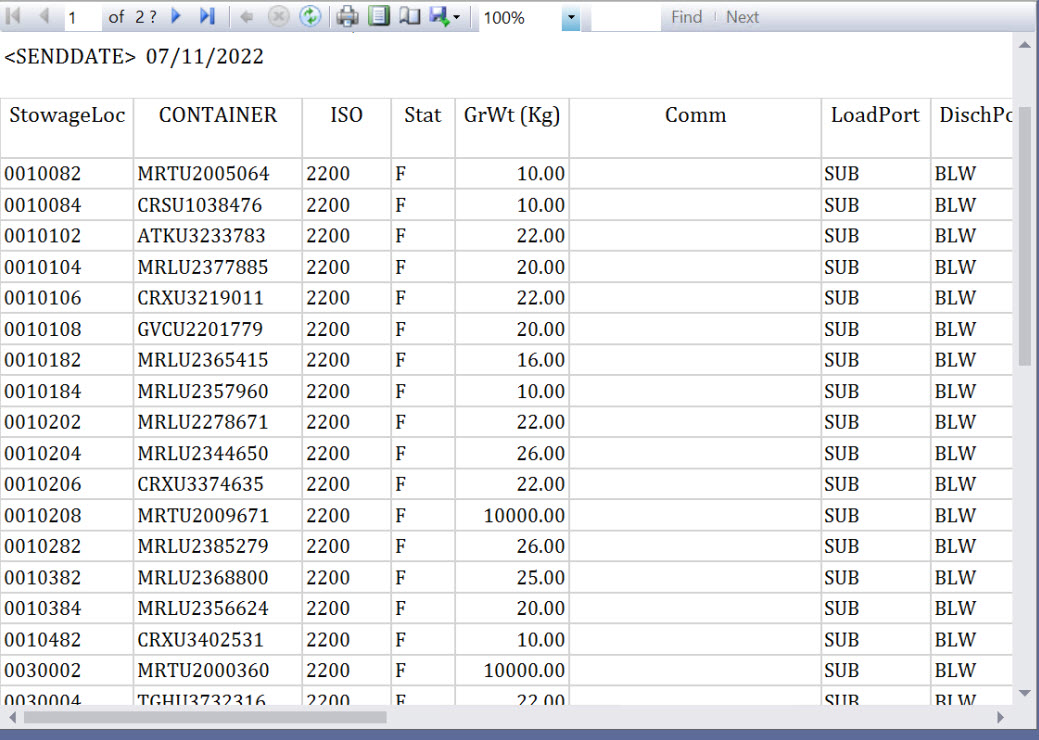 1 of 2 ? 100% Find Next
<SENDDATE> 07/11/2022
StowageLoc CONTAINER ISO Stat GrWt (Kg) Comm LoadPort DischPo
0010082 MRTU2005064 2200 F 10.00 SUB BLW
0010084 CRSU1038476 2200 F 10.00 SUB BLW
0010102 ATKU3233783 2200 F 22.00 SUB BLW
0010104 MRLU2377885 2200 F 20.00 SUB BLW
0010106 CRXU3219011 2200 F 22.00 SUB BLW
0010108 GVCU2201779 2200 F 20.00 SUB BLW
0010182 MRLU2365415 2200 F 16.00 SUB BLW
0010184 MRLU2357960 2200 F 10.00 SUB BLW
0010202 MRLU2278671 2200 F 22.00 SUB BLW
0010204 MRLU2344650 2200 F 26.00 SUB BLW
0010206 CRXU3374635 2200 F 22.00 SUB BLW
0010208 MRTU2009671 2200 F 10000.00 SUB BLW
0010282 MRLU2385279 2200 F 26.00 SUB BLW
0010382 MRLU2368800 2200 F 25.00 SUB BLW
0010384 MRLU2356624 2200 F 20.00 SUB BLW
0010482 CRXU3402531 2200 F 10.00 SUB BLW
0030002 MRTU2000360 2200 F 10000.00 SUB BLW
0030004 TGHU3732316 2200 F 22.00 SUB BLW